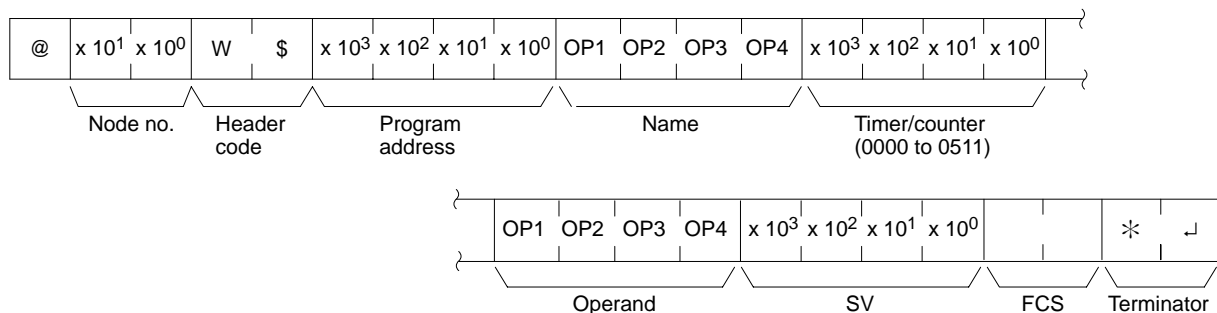 @ x 10¹ x 10⁰ W $ x 10³ x 10² x 10¹ x 10⁰ OP1 OP2 OP3 OP4 x 10³ x 10² x 10¹ x 10⁰
Node no. Header code Program address Name Timer/counter (0000 to 0511)
OP1 OP2 OP3 OP4 x 10³ x 10² x 10¹ x 10⁰ * ↵
Operand SV FCS Terminator